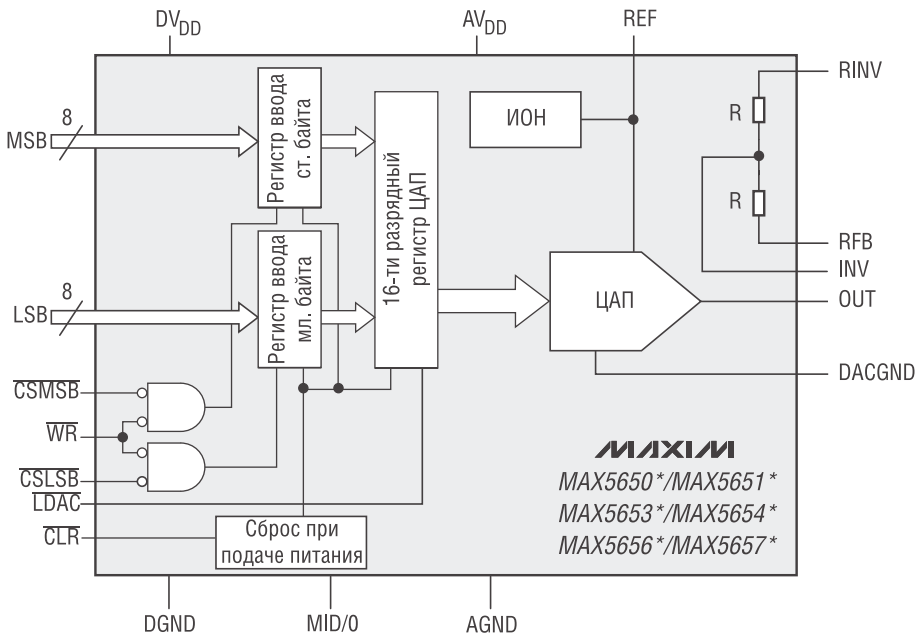 DV_DD
AV_DD
REF
RINV
8
MSB
Регистр ввода
ст. байта
16-ти разрядный
регистр ЦАП
ИОН
R
R
RFB
INV
8
LSB
Регистр ввода
мл. байта
ЦАП
OUT
DACGND
CSMSB
WR
CSLSB
LDAC
CLR
Сброс при
подаче питания
MAXIM
MAX5650*/MAX5651*
MAX5653*/MAX5654*
MAX5656*/MAX5657*
DGND
MID/0
AGND